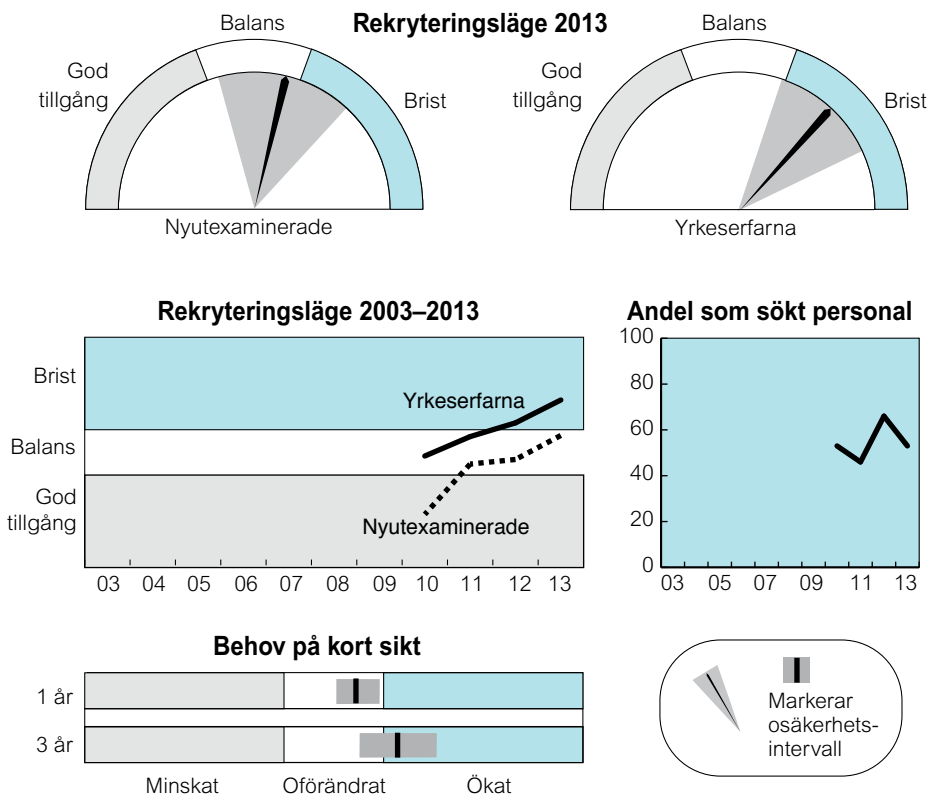 Rekryteringsläge 2013
Balans
God
tillgång
Brist
Nyutexaminerade
Balans
God
tillgång
Brist
Yrkeserfarna
Rekryteringsläge 2003–2013
Brist
Balans
God
tillgång
Yrkeserfarna
Nyutexaminerade
03 04 05 06 07 08 09 10 11 12 13
Andel som sökt personal
100
80
60
40
20
0
03 05 07 09 11 13
Behov på kort sikt
1 år
3 år
Minskat Oförändrat Ökat
Markerar
osäkerhets-
intervall